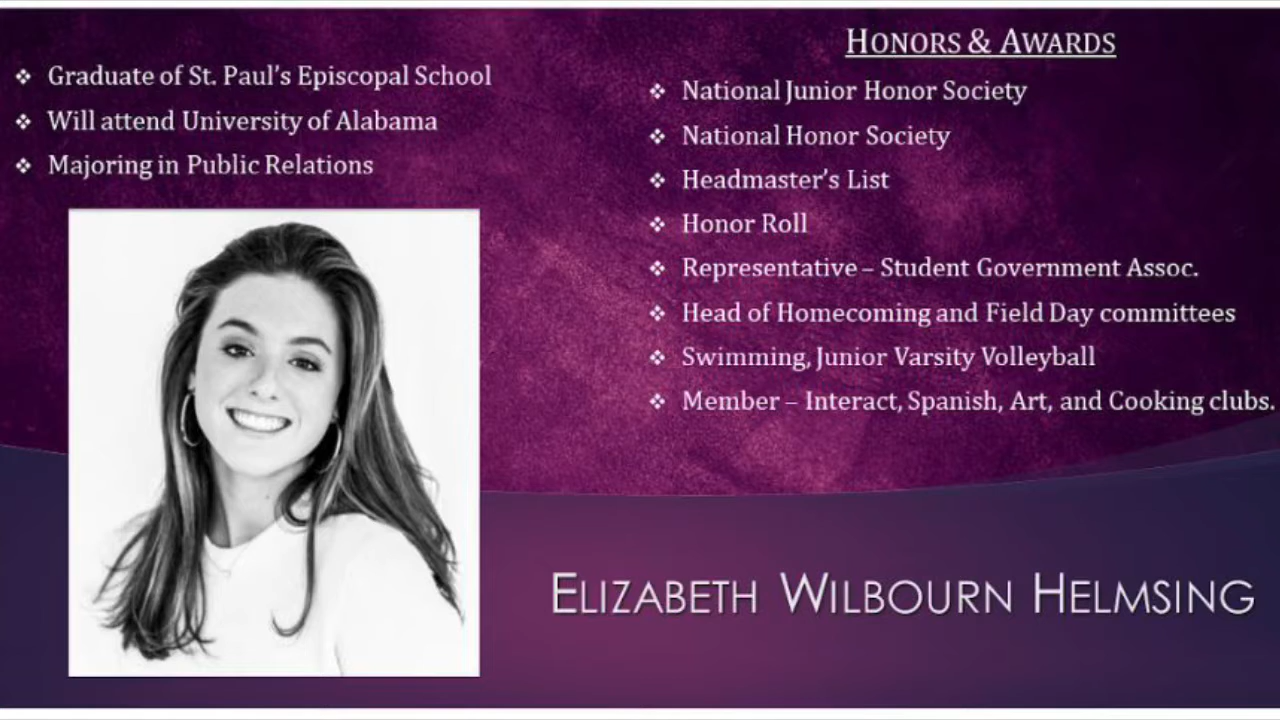 Graduate of St. Paul's Episcopal School
Will attend University of Alabama
Majoring in Public Relations
HONORS & AWARDS
National Junior Honor Society
National Honor Society
Headmaster's List
Honor Roll
Representative – Student Government Assoc.
Head of Homecoming and Field Day committees
Swimming, Junior Varsity Volleyball
Member – Interact, Spanish, Art, and Cooking clubs.
ELIZABETH WILBOURN HELMSING